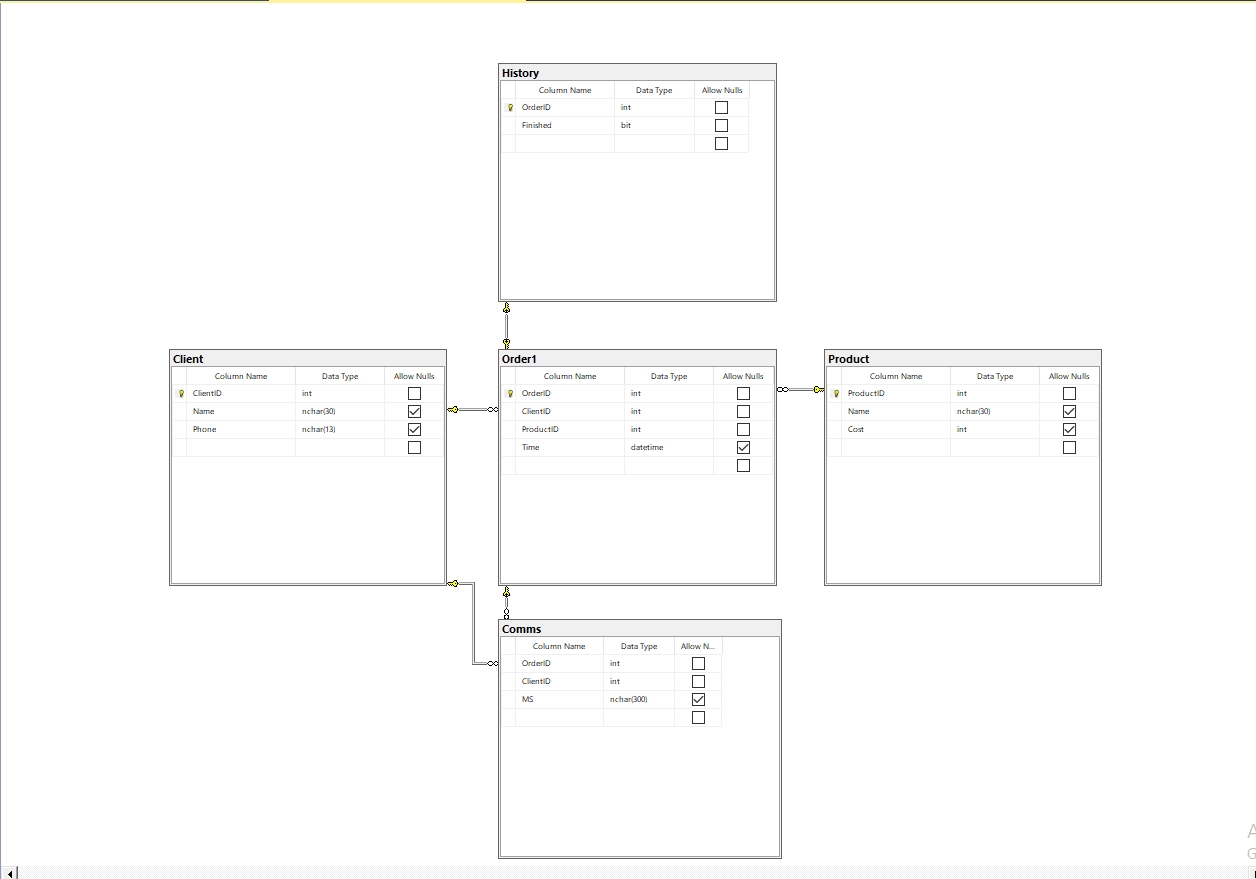 History
Column Name Data Type Allow Nulls
OrderID int
Finished bit
Client
Column Name Data Type Allow Nulls
ClientID int
Name nchar(30)
Phone nchar(13)
Order1
Column Name Data Type Allow Nulls
OrderID int
ClientID int
ProductID int
Time datetime
Product
Column Name Data Type Allow Nulls
ProductID int
Name nchar(30)
Cost int
Comms
Column Name Data Type Allow N...
OrderID int
ClientID int
MS nchar(300)